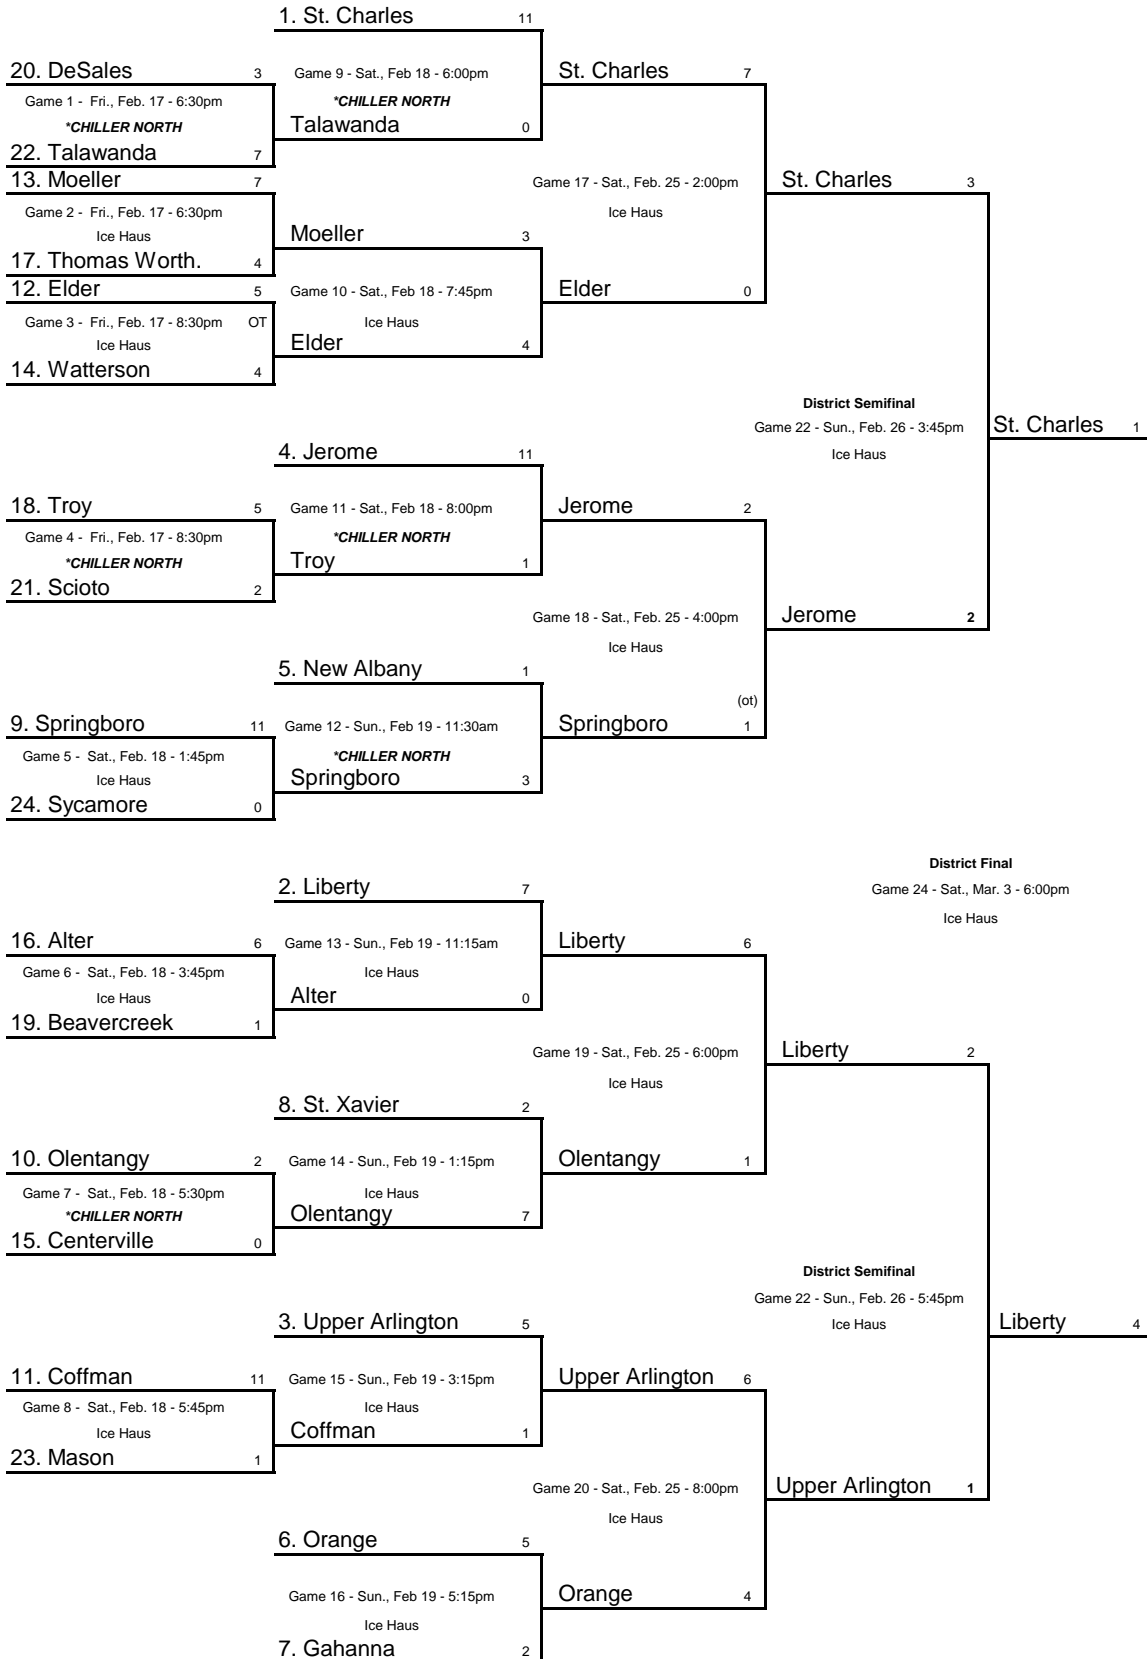 1. St. Charles 11
20. DeSales 3
Game 9 - Sat., Feb 18 - 6:00pm
St. Charles 7
Game 1 - Fri., Feb. 17 - 6:30pm
*CHILLER NORTH
*CHILLER NORTH
Talawanda 0
22. Talawanda 7
13. Moeller 7
Game 17 - Sat., Feb. 25 - 2:00pm
St. Charles 3
Game 2 - Fri., Feb. 17 - 6:30pm
Ice Haus
Ice Haus
Moeller 3
17. Thomas Worth. 4
12. Elder 5
Game 10 - Sat., Feb 18 - 7:45pm
Elder 0
Game 3 - Fri., Feb. 17 - 8:30pm OT
Ice Haus
Ice Haus
Elder 4
14. Watterson 4
District Semifinal
Game 22 - Sun., Feb. 26 - 3:45pm
St. Charles 1
Ice Haus
4. Jerome 11
18. Troy 5
Game 11 - Sat., Feb 18 - 8:00pm
Jerome 2
Game 4 - Fri., Feb. 17 - 8:30pm
*CHILLER NORTH
*CHILLER NORTH
Troy 1
21. Scioto 2
Game 18 - Sat., Feb. 25 - 4:00pm
Jerome 2
Ice Haus
5. New Albany 1
(ot)
9. Springboro 11
Game 12 - Sun., Feb 19 - 11:30am
Springboro 1
Game 5 - Sat., Feb. 18 - 1:45pm
*CHILLER NORTH
Ice Haus
Springboro 3
24. Sycamore 0
District Final
Game 24 - Sat., Mar. 3 - 6:00pm
Ice Haus
2. Liberty 7
16. Alter 6
Game 13 - Sun., Feb 19 - 11:15am
Liberty 6
Game 6 - Sat., Feb. 18 - 3:45pm
Ice Haus
Ice Haus
Alter 0
19. Beavercreek 1
Game 19 - Sat., Feb. 25 - 6:00pm
Liberty 2
Ice Haus
8. St. Xavier 2
10. Olentangy 2
Game 14 - Sun., Feb 19 - 1:15pm
Olentangy 1
Game 7 - Sat., Feb. 18 - 5:30pm
Ice Haus
*CHILLER NORTH
Olentangy 7
15. Centerville 0
District Semifinal
Game 22 - Sun., Feb. 26 - 5:45pm
Ice Haus
Liberty 4
3. Upper Arlington 5
11. Coffman 11
Game 15 - Sun., Feb 19 - 3:15pm
Upper Arlington 6
Game 8 - Sat., Feb. 18 - 5:45pm
Ice Haus
Ice Haus
Coffman 1
23. Mason 1
Game 20 - Sat., Feb. 25 - 8:00pm
Upper Arlington 1
Ice Haus
6. Orange 5
Game 16 - Sun., Feb 19 - 5:15pm
Orange 4
Ice Haus
7. Gahanna 2